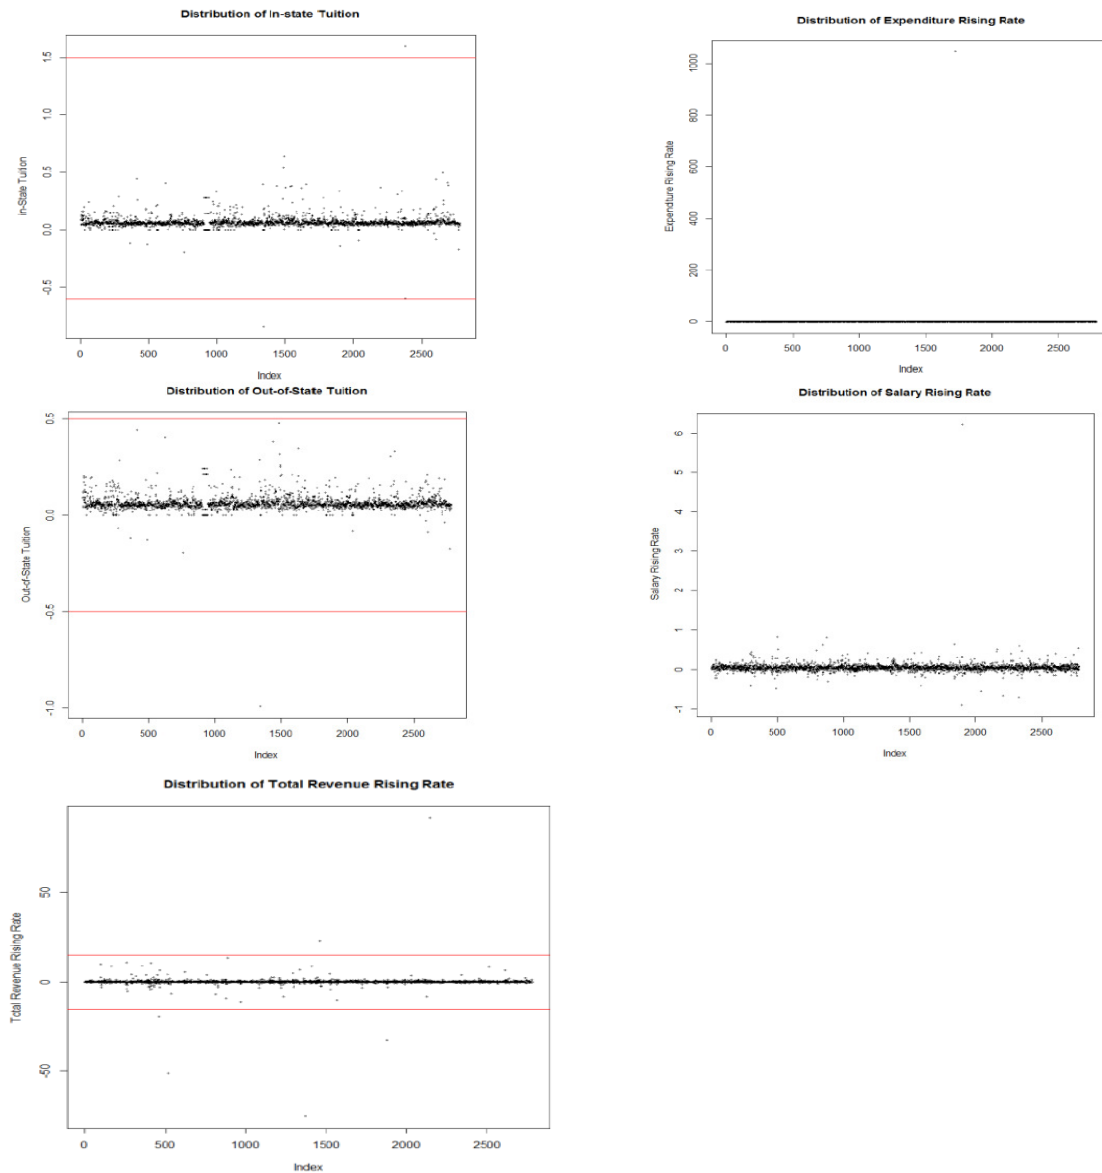 Distribution of In-state Tuition
in-State Tuition
1.5
1.0
0.5
0.0
-0.5
0 500 1000 1500 2000 2500
Index
Distribution of Expenditure Rising Rate
Expenditure Rising Rate
1000
800
600
400
200
0
0 500 1000 1500 2000 2500
Index
Distribution of Out-of-State Tuition
Out-of-State Tuition
0.5
0.0
-0.5
-1.0
0 500 1000 1500 2000 2500
Index
Distribution of Salary Rising Rate
Salary Rising Rate
6
5
4
3
2
1
0
-1
0 500 1000 1500 2000 2500
Index
Distribution of Total Revenue Rising Rate
Total Revenue Rising Rate
50
0
-50
0 500 1000 1500 2000 2500
Index